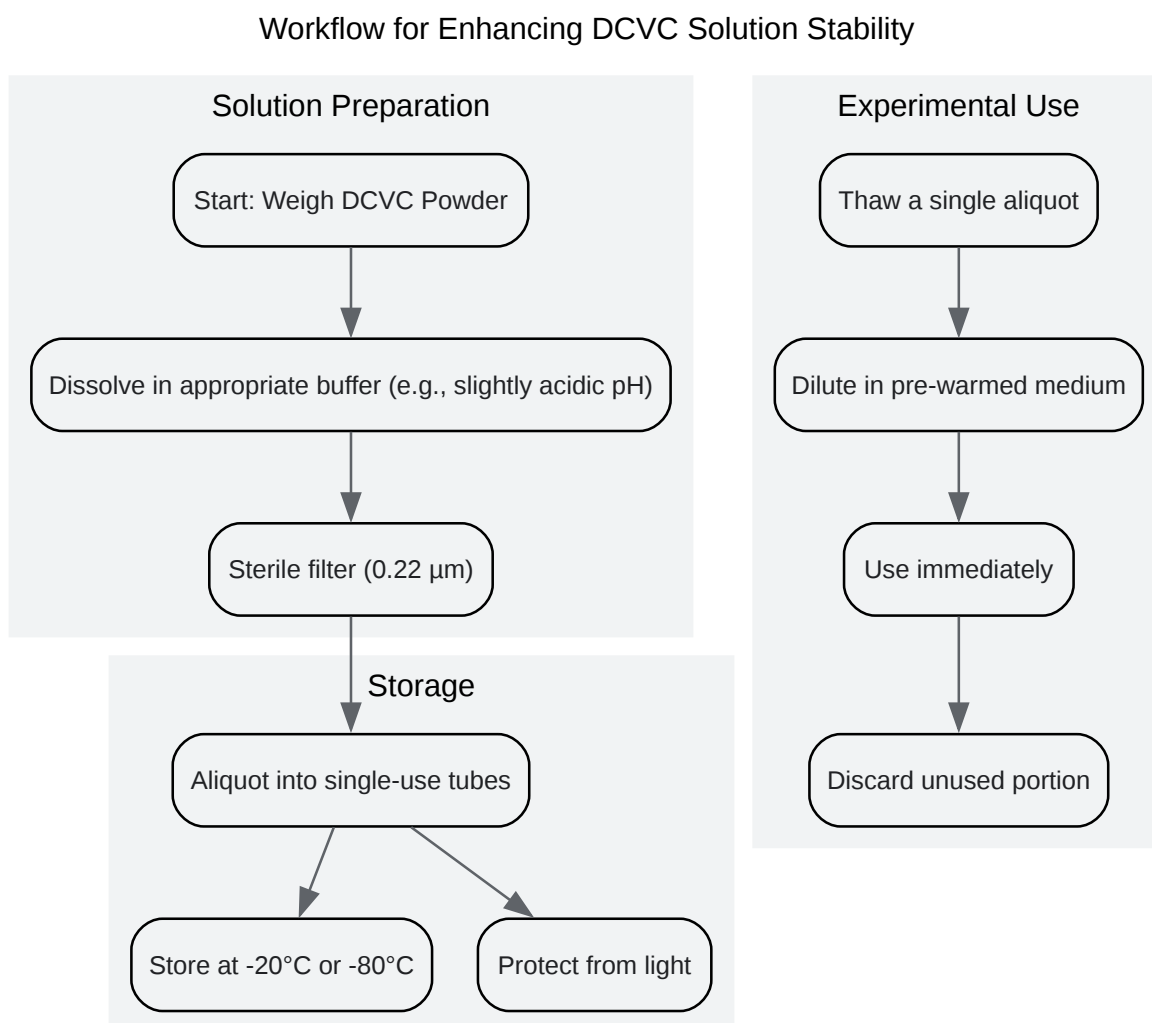 Workflow for Enhancing DCVC Solution Stability
Solution Preparation
Start: Weigh DCVC Powder
Dissolve in appropriate buffer (e.g., slightly acidic pH)
Sterile filter (0.22 µm)
Storage
Aliquot into single-use tubes
Store at -20°C or -80°C
Protect from light
Experimental Use
Thaw a single aliquot
Dilute in pre-warmed medium
Use immediately
Discard unused portion